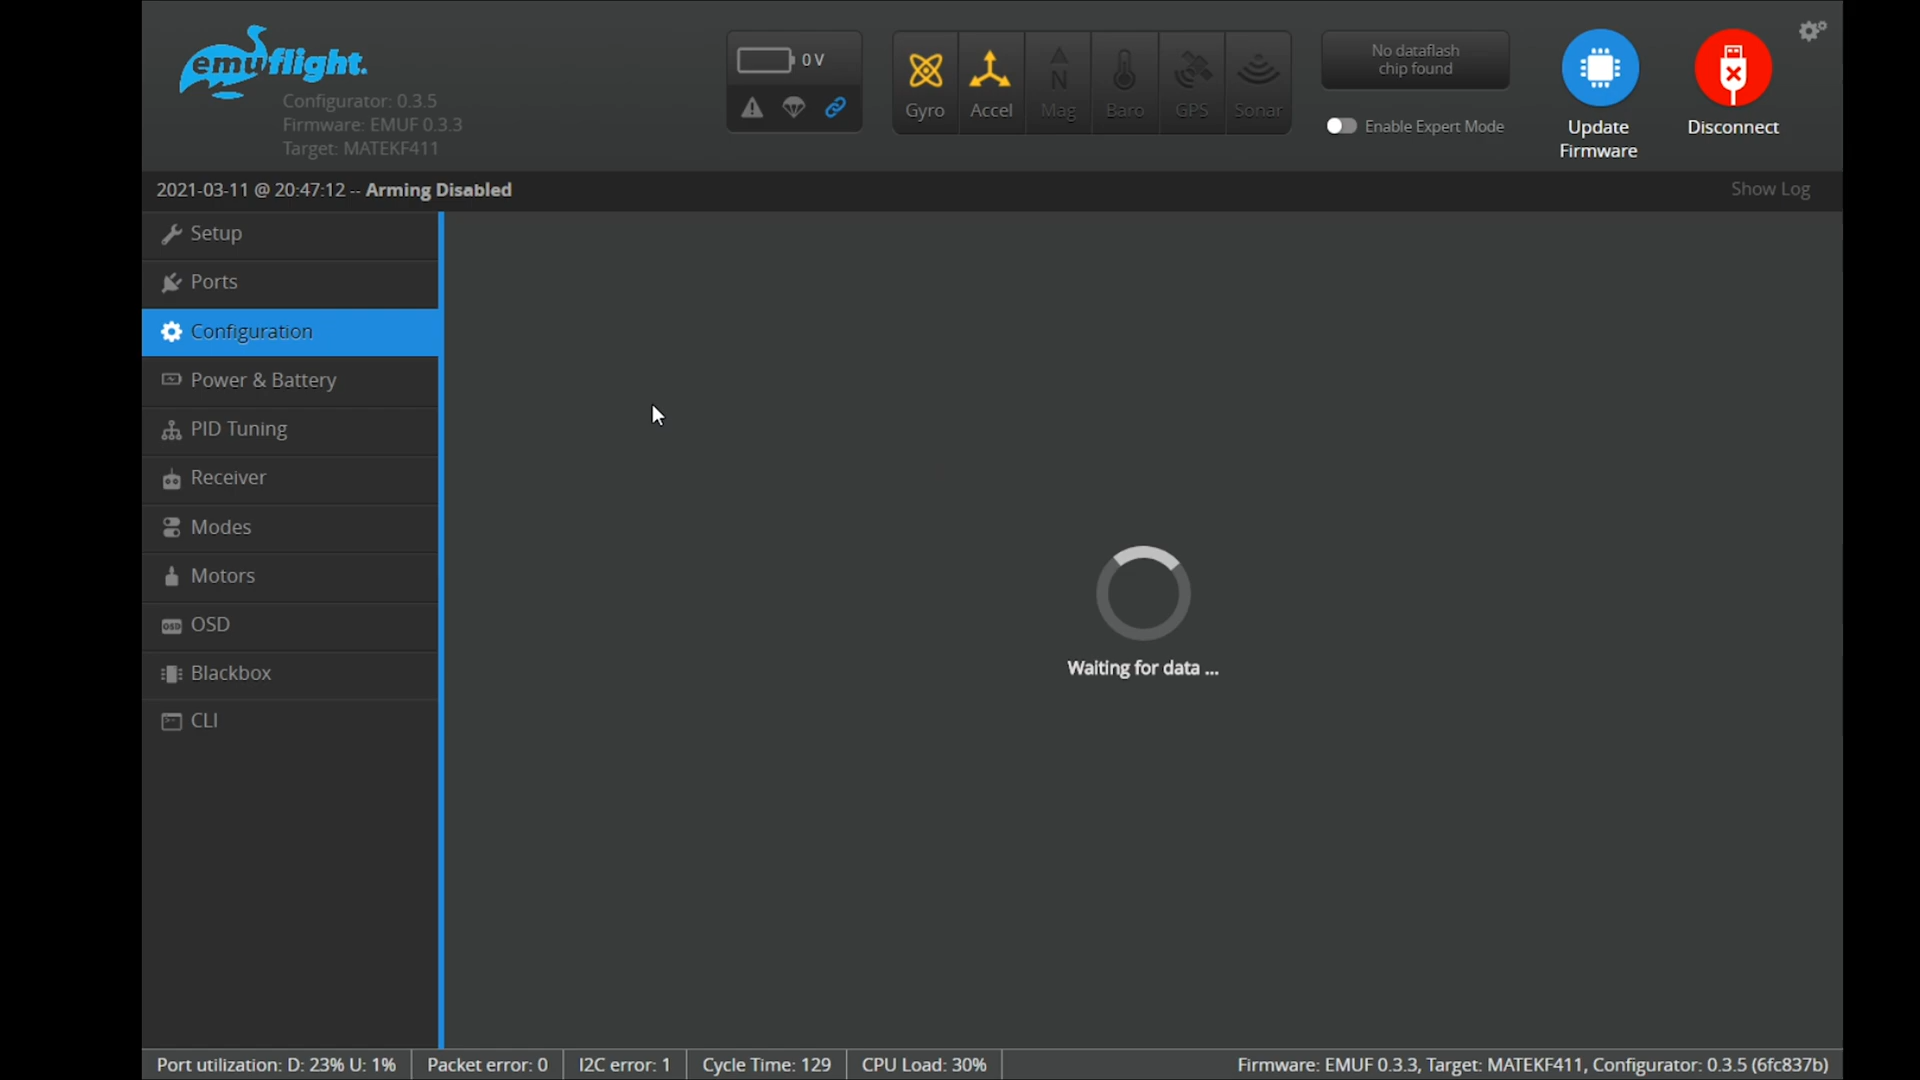 emuflight.
Configurator: 0.3.5
Firmware: EMUF 0.3.3
Target: MATEKF411
0 V
Gyro
Accel
Mag
Baro
GPS
Sonar
No dataflash
chip found
Enable Expert Mode
Update
Firmware
Disconnect
2021-03-11 @ 20:47:12 -- Arming Disabled
Show Log
Setup
Ports
Configuration
Power & Battery
PID Tuning
Receiver
Modes
Motors
OSD
Blackbox
CLI
Waiting for data ...
Port utilization: D: 23% U: 1%
Packet error: 0
I2C error: 1
Cycle Time: 129
CPU Load: 30%
Firmware: EMUF 0.3.3, Target: MATEKF411, Configurator: 0.3.5 (6fc837b)